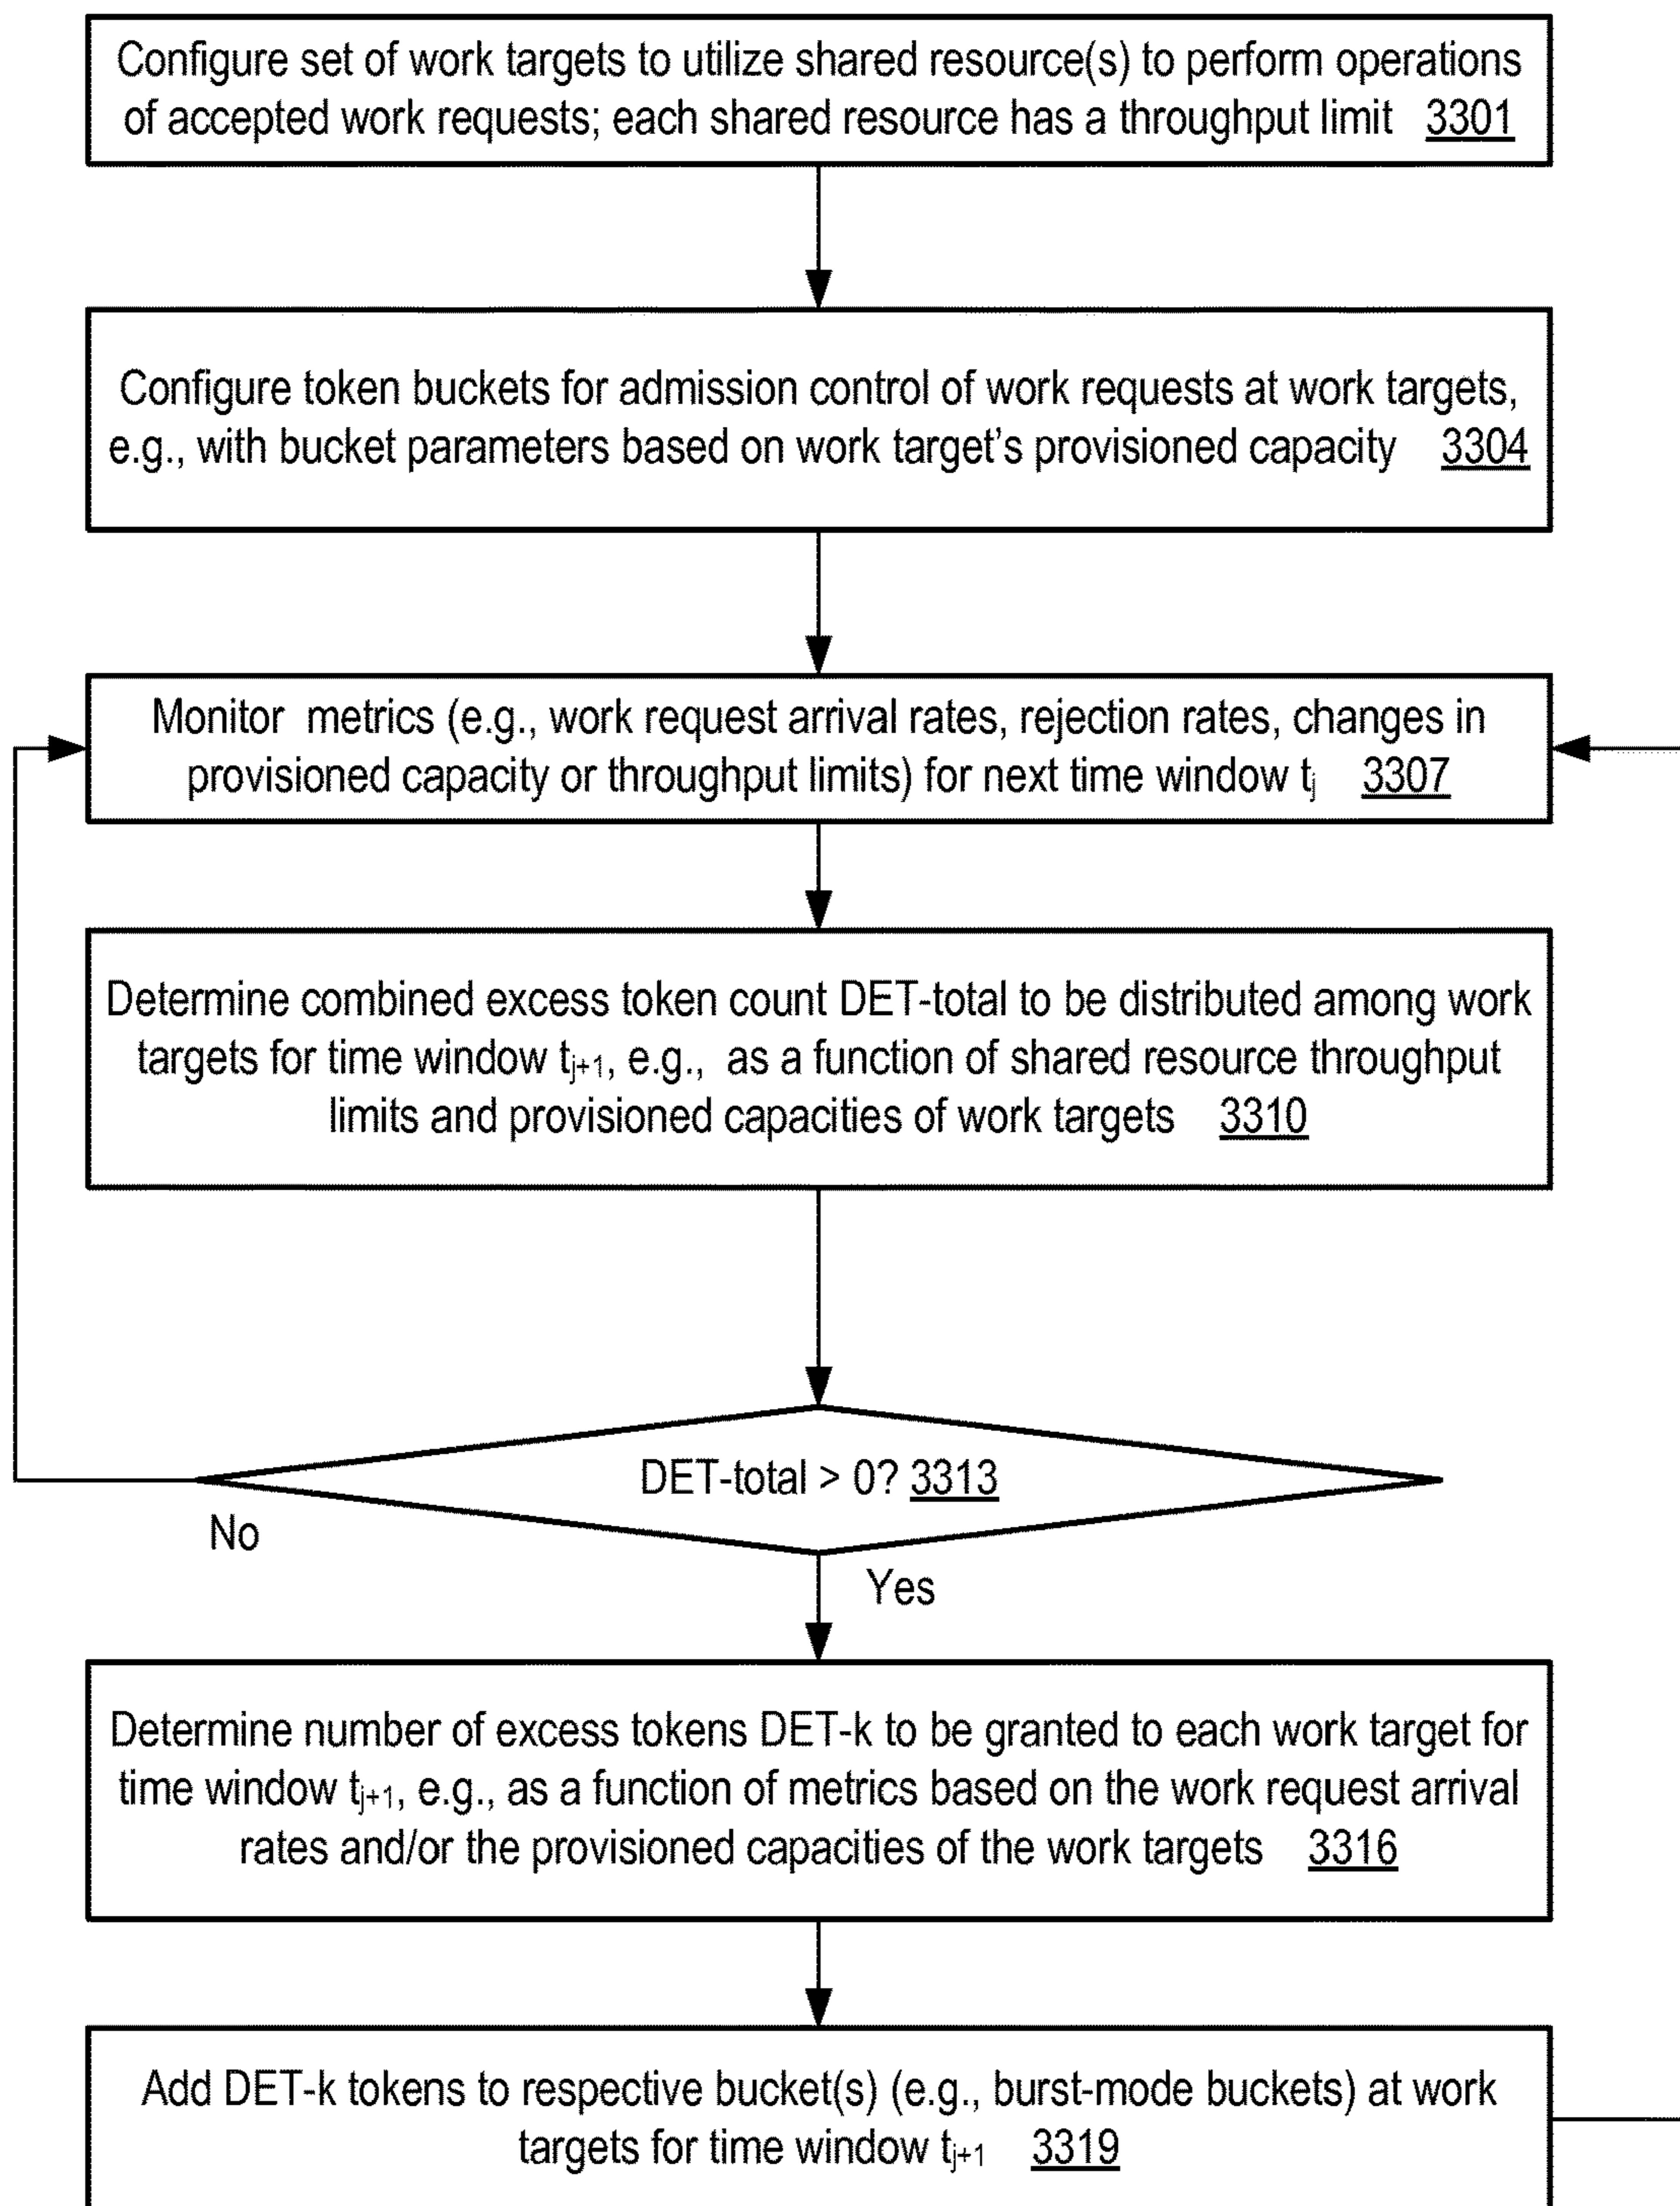 Configure set of work targets to utilize shared resource(s) to perform operations
of accepted work requests; each shared resource has a throughput limit 3301
Configure token buckets for admission control of work requests at work targets,
e.g., with bucket parameters based on work target's provisioned capacity 3304
Monitor metrics (e.g., work request arrival rates, rejection rates, changes in
provisioned capacity or throughput limits) for next time window tj 3307
Determine combined excess token count DET-total to be distributed among work
targets for time window tj+1, e.g., as a function of shared resource throughput
limits and provisioned capacities of work targets 3310
DET-total > 0? 3313
No
Yes
Determine number of excess tokens DET-k to be granted to each work target for
time window tj+1, e.g., as a function of metrics based on the work request arrival
rates and/or the provisioned capacities of the work targets 3316
Add DET-k tokens to respective bucket(s) (e.g., burst-mode buckets) at work
targets for time window tj+1 3319